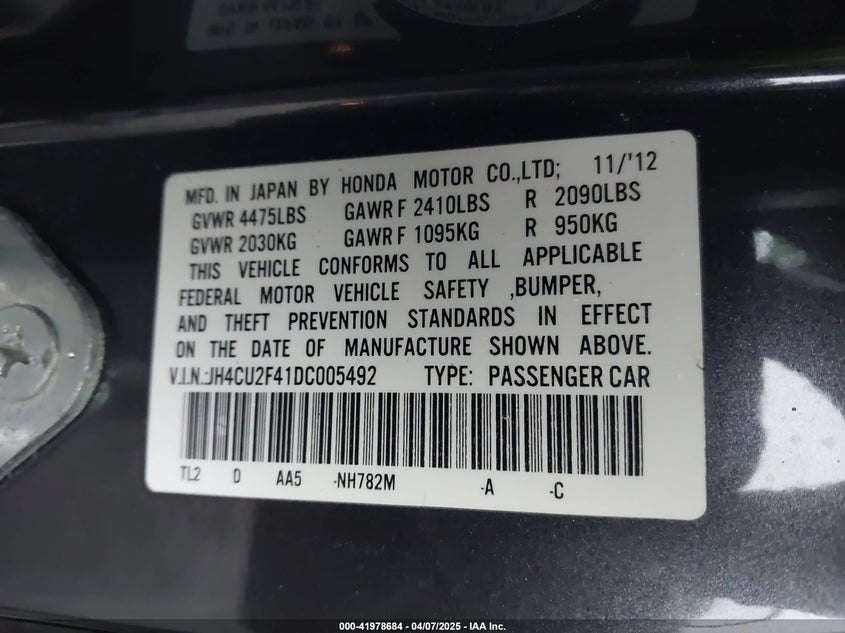 MFD. IN JAPAN BY HONDA MOTOR CO.,LTD; 11/'12
GVWR 4475LBS GAWR F 2410LBS R 2090LBS
GVWR 2030KG GAWR F 1095KG R 950KG
THIS VEHICLE CONFORMS TO ALL APPLICABLE
FEDERAL MOTOR VEHICLE SAFETY ,BUMPER,
AND THEFT PREVENTION STANDARDS IN EFFECT
ON THE DATE OF MANUFACTURE SHOWN ABOVE.
V.I.N.:JH4CU2F41DC005492 TYPE: PASSENGER CAR
TL2 D AA5 -NH782M -A -C
000-41978684 - 04/07/2025 - IAA Inc.